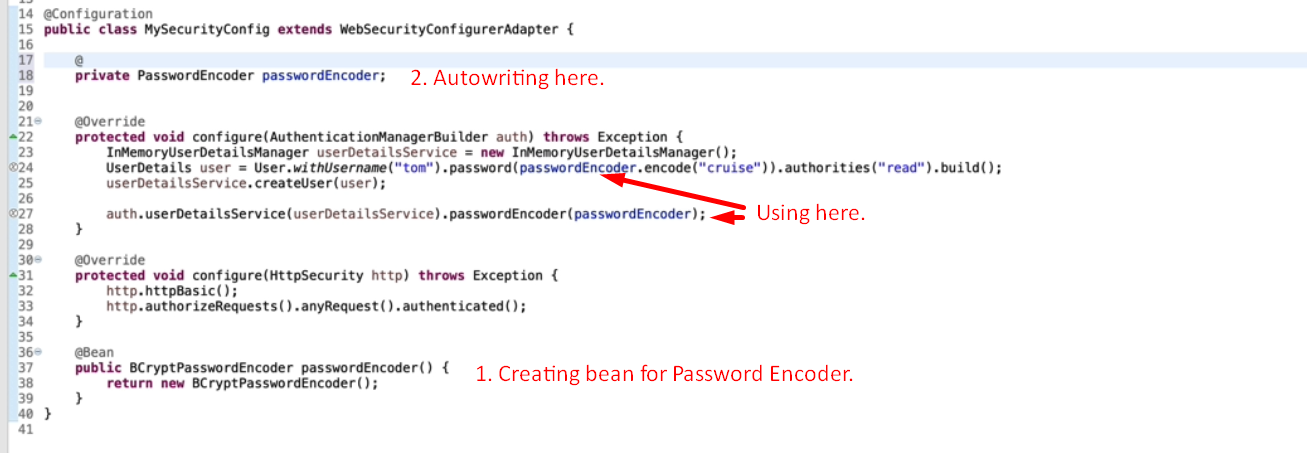 14 @Configuration
15 public class MySecurityConfig extends WebSecurityConfigurerAdapter {
16
17 @
18 private PasswordEncoder passwordEncoder; 2. Autowriting here.
19
20
21 @Override
22 protected void configure(AuthenticationManagerBuilder auth) throws Exception {
23 InMemoryUserDetailsManager userDetailsService = new InMemoryUserDetailsManager();
24 UserDetails user = User.withUsername("tom").password(passwordEncoder.encode("cruise")).authorities("read").build();
25 userDetailsService.createUser(user);
26
27 auth.userDetailsService(userDetailsService).passwordEncoder(passwordEncoder); Using here.
28 }
29
30 @Override
31 protected void configure(HttpSecurity http) throws Exception {
32 http.httpBasic();
33 http.authorizeRequests().anyRequest().authenticated();
34 }
35
36 @Bean
37 public BCryptPasswordEncoder passwordEncoder() { 1. Creating bean for Password Encoder.
38 return new BCryptPasswordEncoder();
39 }
40 }
41